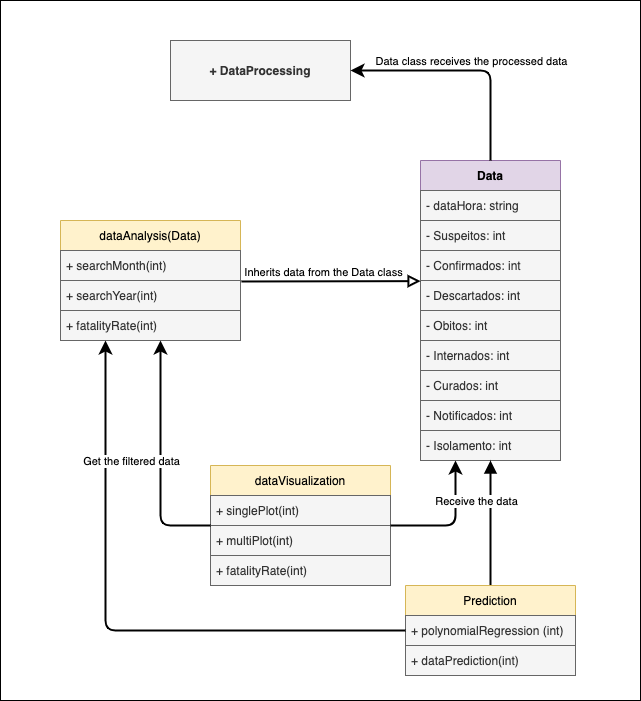 + DataProcessing
Data class receives the processed data
Data
- dataHora: string
- Suspeitos: int
- Confirmados: int
- Descartados: int
- Obitos: int
- Internados: int
- Curados: int
- Notificados: int
- Isolamento: int
dataAnalysis(Data)
+ searchMonth(int)
+ searchYear(int)
+ fatalityRate(int)
Inherits data from the Data class
Get the filtered data
dataVisualization
+ singlePlot(int)
+ multiPlot(int)
+ fatalityRate(int)
Receive the data
Prediction
+ polynomialRegression (int)
+ dataPrediction(int)